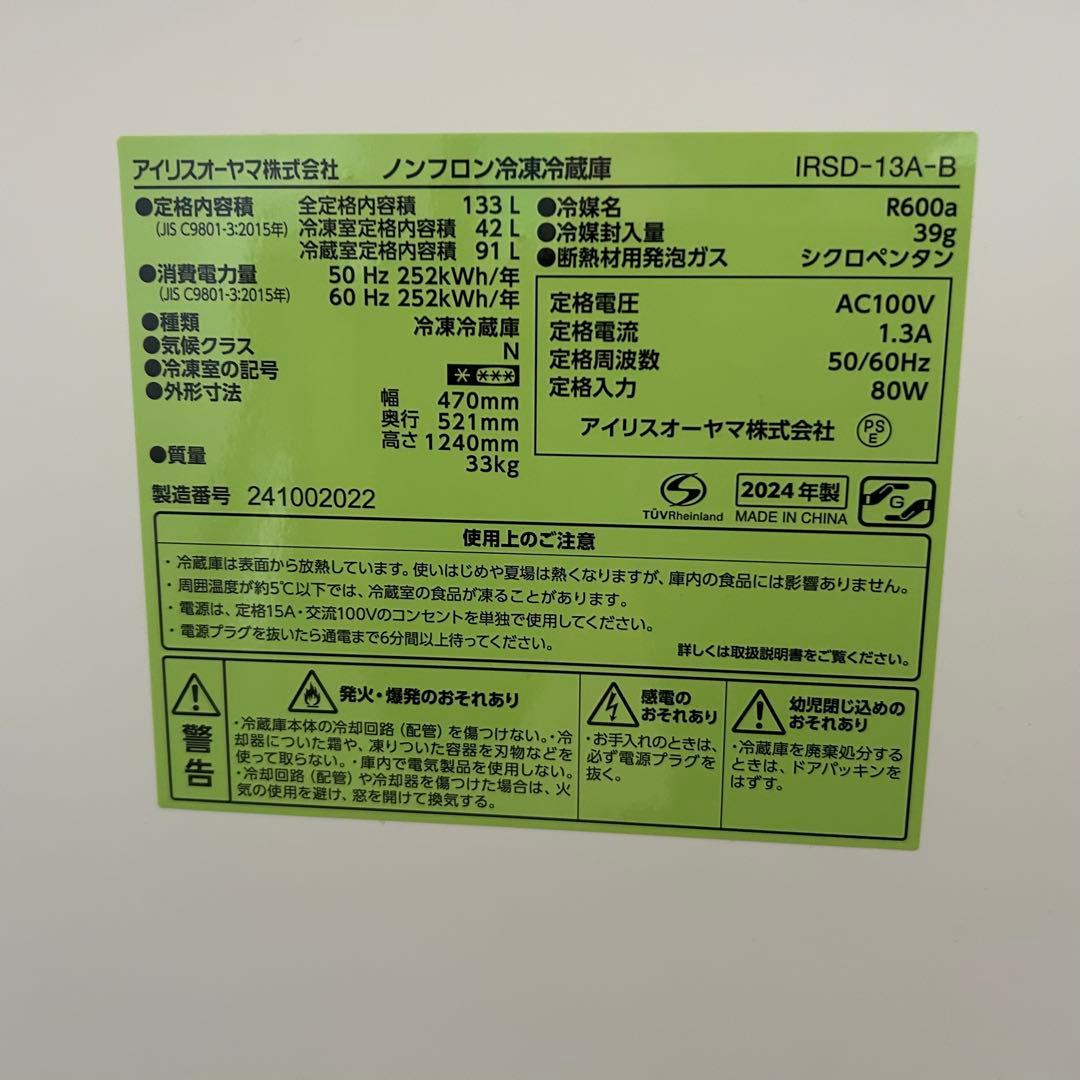 アイリスオーヤマ株式会社 ノンフロン冷凍冷蔵庫 IRSD-13A-B
●定格内容積 全定格内容積 133 L
(JIS C9801-3:2015年) 冷凍室定格内容積 42 L
冷蔵室定格内容積 91 L
●消費電力量 50 Hz 252kWh/年
(JIS C9801-3:2015年) 60 Hz 252kWh/年
●種類 冷凍冷蔵庫
●気候クラス N
●冷凍室の記号 * ***
●外形寸法 幅 470mm
奥行 521mm
高さ 1240mm
●質量 33kg
製造番号 241002022
●冷媒名 R600a
●冷媒封入量 39g
●断熱材用発泡ガス シクロペンタン
定格電圧 AC100V
定格電流 1.3A
定格周波数 50/60Hz
定格入力 80W
アイリスオーヤマ株式会社 PS E
TÜVRheinland
2024年製
MADE IN CHINA
G
使用上のご注意
・冷蔵庫は表面から放熱しています。使いはじめや夏場は熱くなりますが、庫内の食品には影響ありません。
・周囲温度が約5℃以下では、冷蔵室の食品が凍ることがあります。
・電源は、定格15A・交流100Vのコンセントを単独で使用してください。
・電源プラグを抜いたら通電まで6分間以上待ってください。
詳しくは取扱説明書をご覧ください。
警告
発火・爆発のおそれあり
・冷蔵庫本体の冷却回路（配管）を傷つけない。・冷
却器についた霜や、凍りついた容器を刃物などを
使って取らない。・庫内で電気製品を使用しない。
・冷却回路（配管）や冷却器を傷つけた場合は、火
気の使用を避け、窓を開けて換気する。
感電の
おそれあり
・お手入れのときは、
必ず電源プラグを
抜く。
幼児閉じ込めの
おそれあり
・冷蔵庫を廃棄処分する
ときは、ドアパッキンを
はずす。